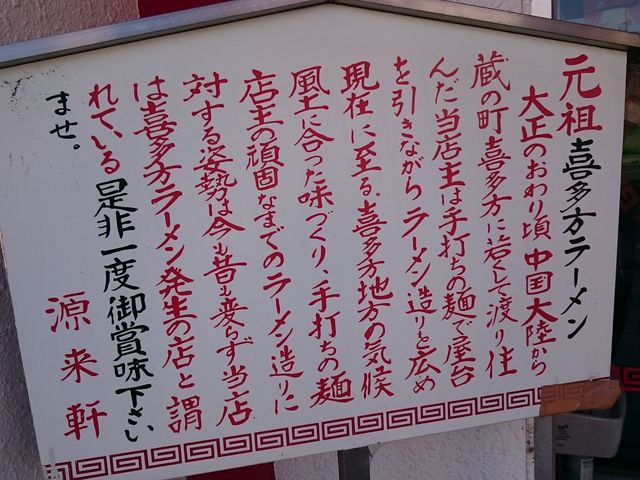 元祖 喜多方ラーメン
大正のおわり頃 中国大陸から
蔵の町 喜多方に若くして渡り住
んだ当店主は手打ちの麺で屋台
を引きながら ラーメン造りを広め
現在に至る。喜多方地方の気候
風土に合った味づくり、手打ちの麺
店主の頑固なまでのラーメン造りに
対する姿勢は今も昔も変らず当店
は喜多方ラーメン発生の店と謂
れている 是非一度御賞味下さい
ませ。
源来軒